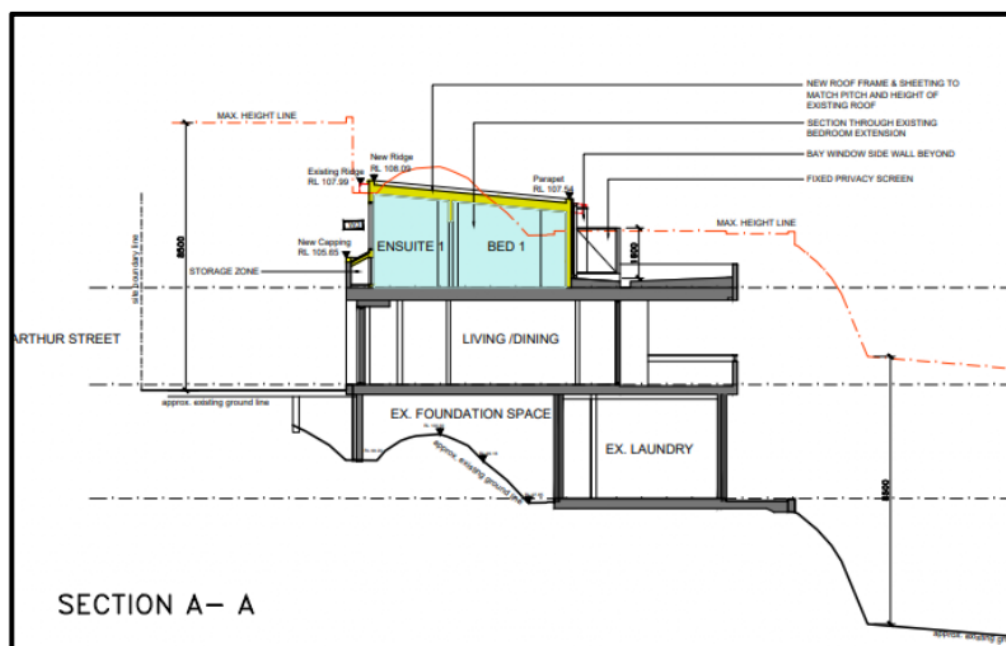 NEW ROOF FRAME & SHEETING TO
MATCH PITCH AND HEIGHT OF
EXISTING ROOF
SECTION THROUGH EXISTING
BEDROOM EXTENSION
BAY WINDOW SIDE WALL BEYOND
FIXED PRIVACY SCREEN
MAX. HEIGHT LINE
New Ridge
RL 108.09
Existing Ridge
RL 107.99
Parapet
RL 107.54
MAX. HEIGHT LINE
New Capping
RL 105.65
ENSUITE 1
BED 1
8500
site boundary line
STORAGE ZONE
ARTHUR STREET
LIVING /DINING
approx. existing ground line
EX. FOUNDATION SPACE
approx. existing ground line
EX. LAUNDRY
8500
SECTION A- A
approx. existing